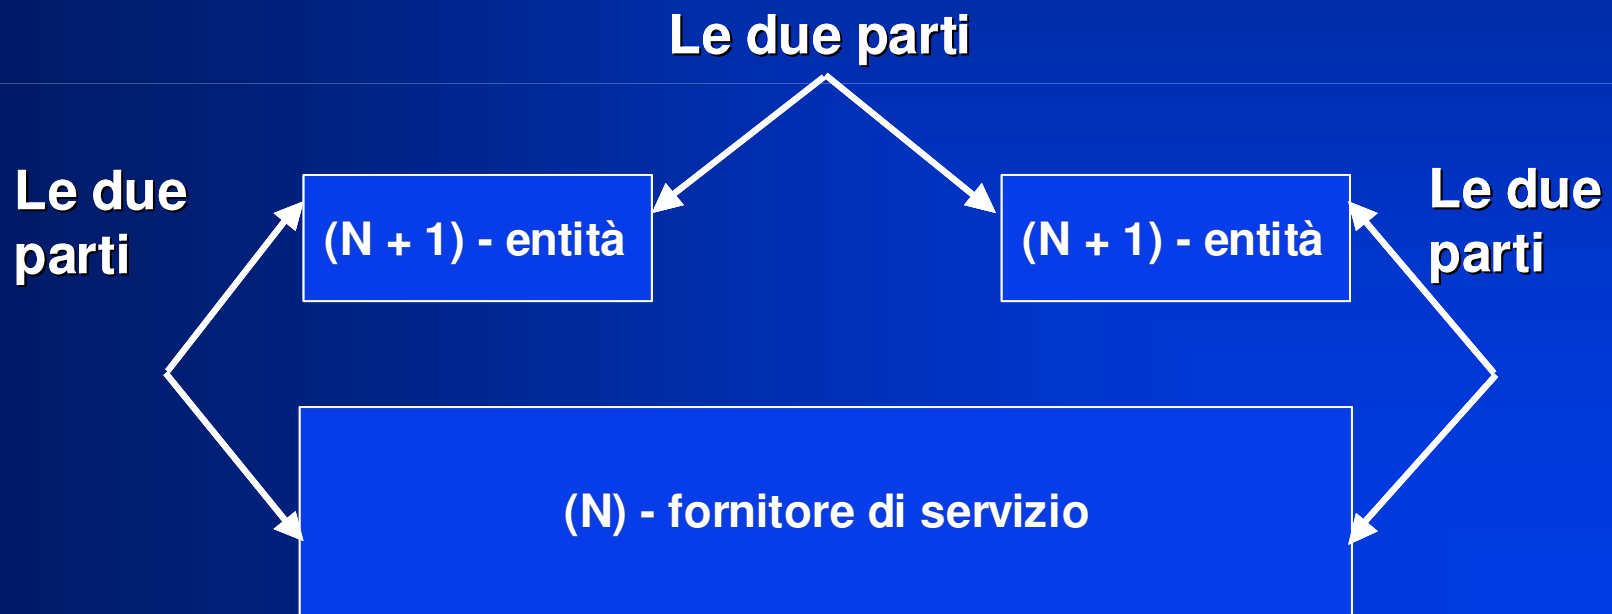 Le due parti
Le due
parti
(N + 1) - entità
(N + 1) - entità
Le due
parti
(N) - fornitore di servizio